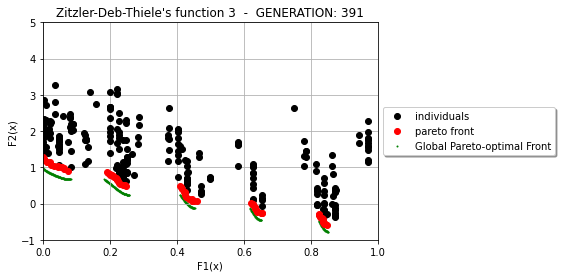 Zitzler-Deb-Thiele's function 3 - GENERATION: 391
5
4
3
2
1
0
−1
F2(x)
0.0 0.2 0.4 0.6 0.8 1.0
F1(x)
individuals
pareto front
Global Pareto-optimal Front